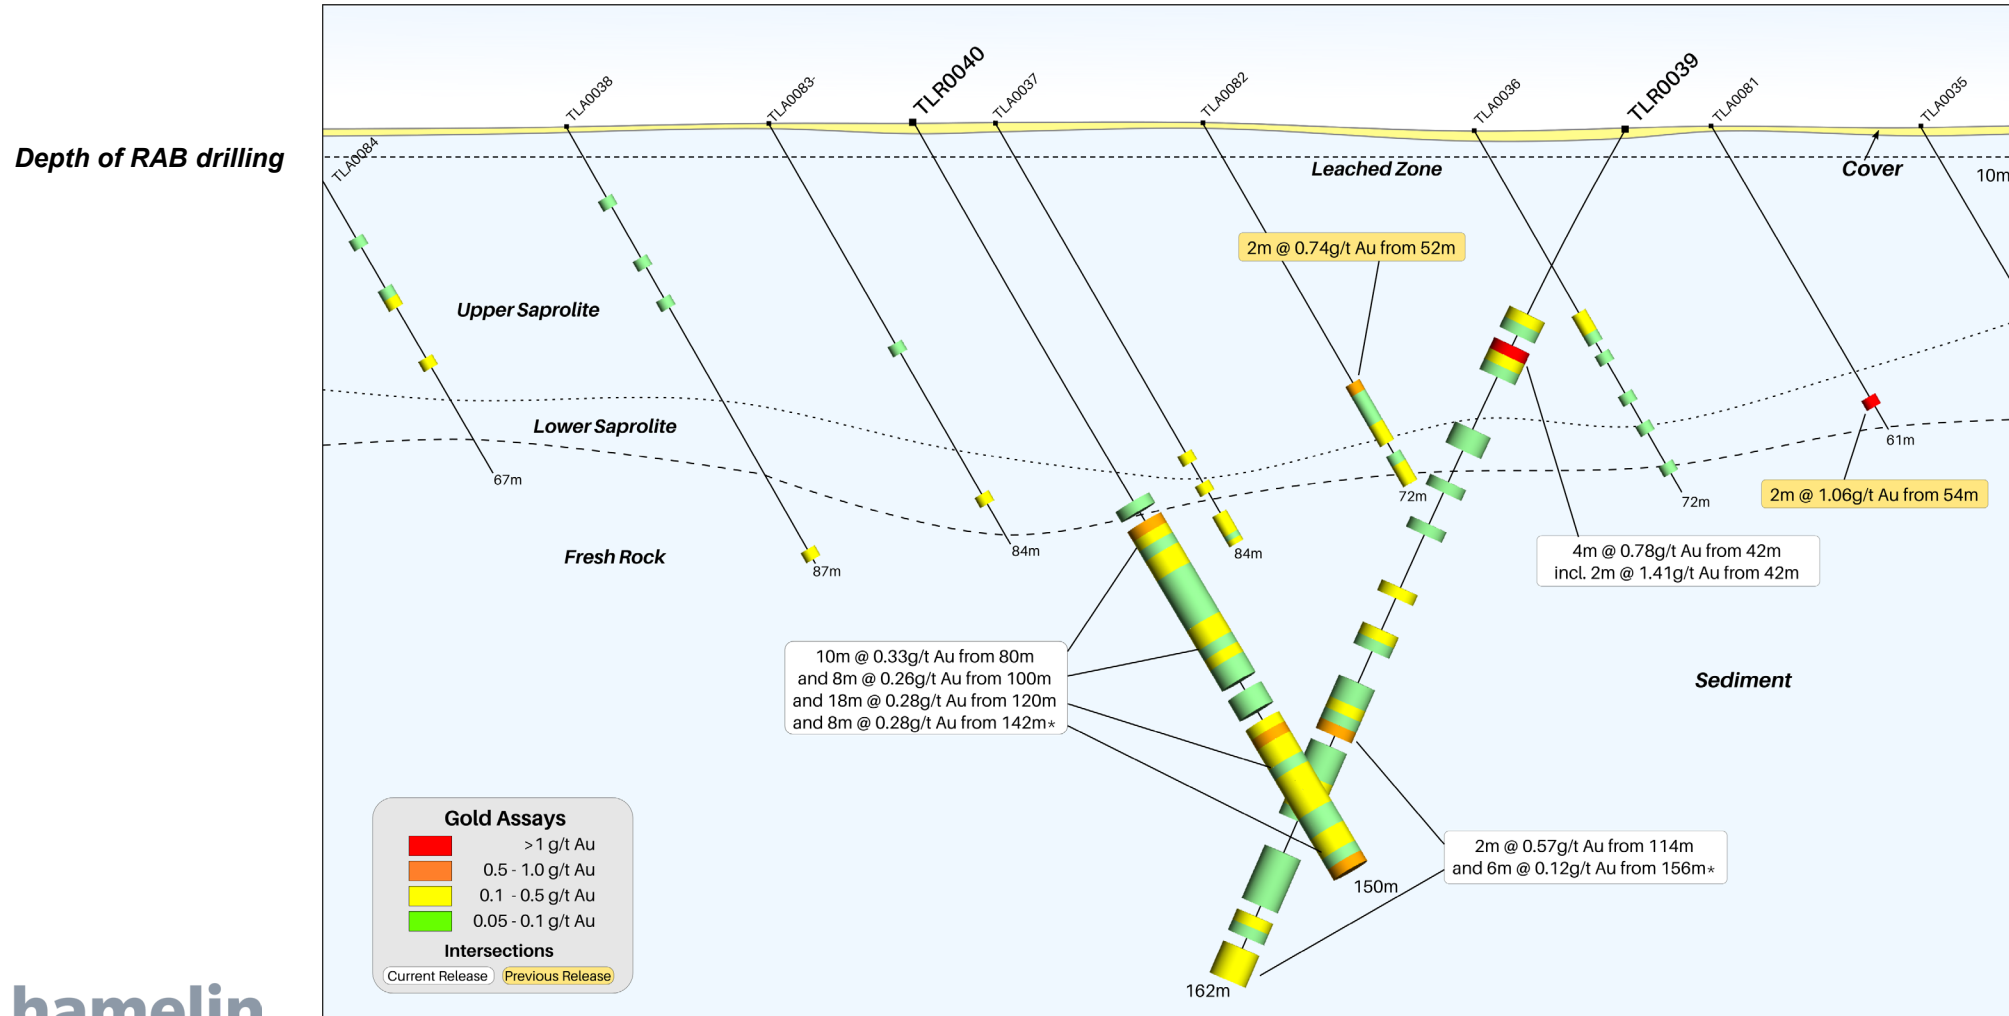 TLA0038
TLA0083-
TLR0040
TLA0037
TLA0082
TLA0036
TLR0039
TLA0081
TLA0035
TLA0084
Depth of RAB drilling
Leached Zone
Cover
10m
2m @ 0.74g/t Au from 52m
Upper Saprolite
Lower Saprolite
61m
67m
72m
72m
2m @ 1.06g/t Au from 54m
84m
84m
Fresh Rock
87m
4m @ 0.78g/t Au from 42m
incl. 2m @ 1.41g/t Au from 42m
10m @ 0.33g/t Au from 80m
and 8m @ 0.26g/t Au from 100m
and 18m @ 0.28g/t Au from 120m
and 8m @ 0.28g/t Au from 142m*
Sediment
Gold Assays
>1 g/t Au
0.5 - 1.0 g/t Au
0.1 - 0.5 g/t Au
0.05 - 0.1 g/t Au
Intersections
Current Release
Previous Release
2m @ 0.57g/t Au from 114m
and 6m @ 0.12g/t Au from 156m*
150m
162m
hamelin